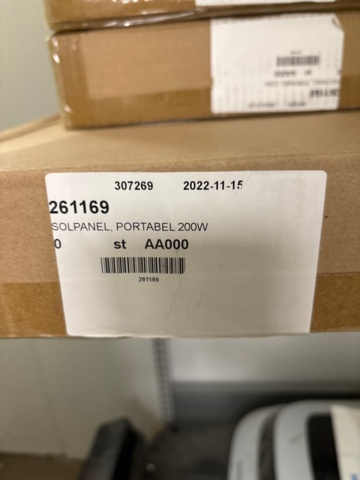 307269 2022-11-15
261169
SOLPANEL, PORTABEL 200W
0 st AA000
261169